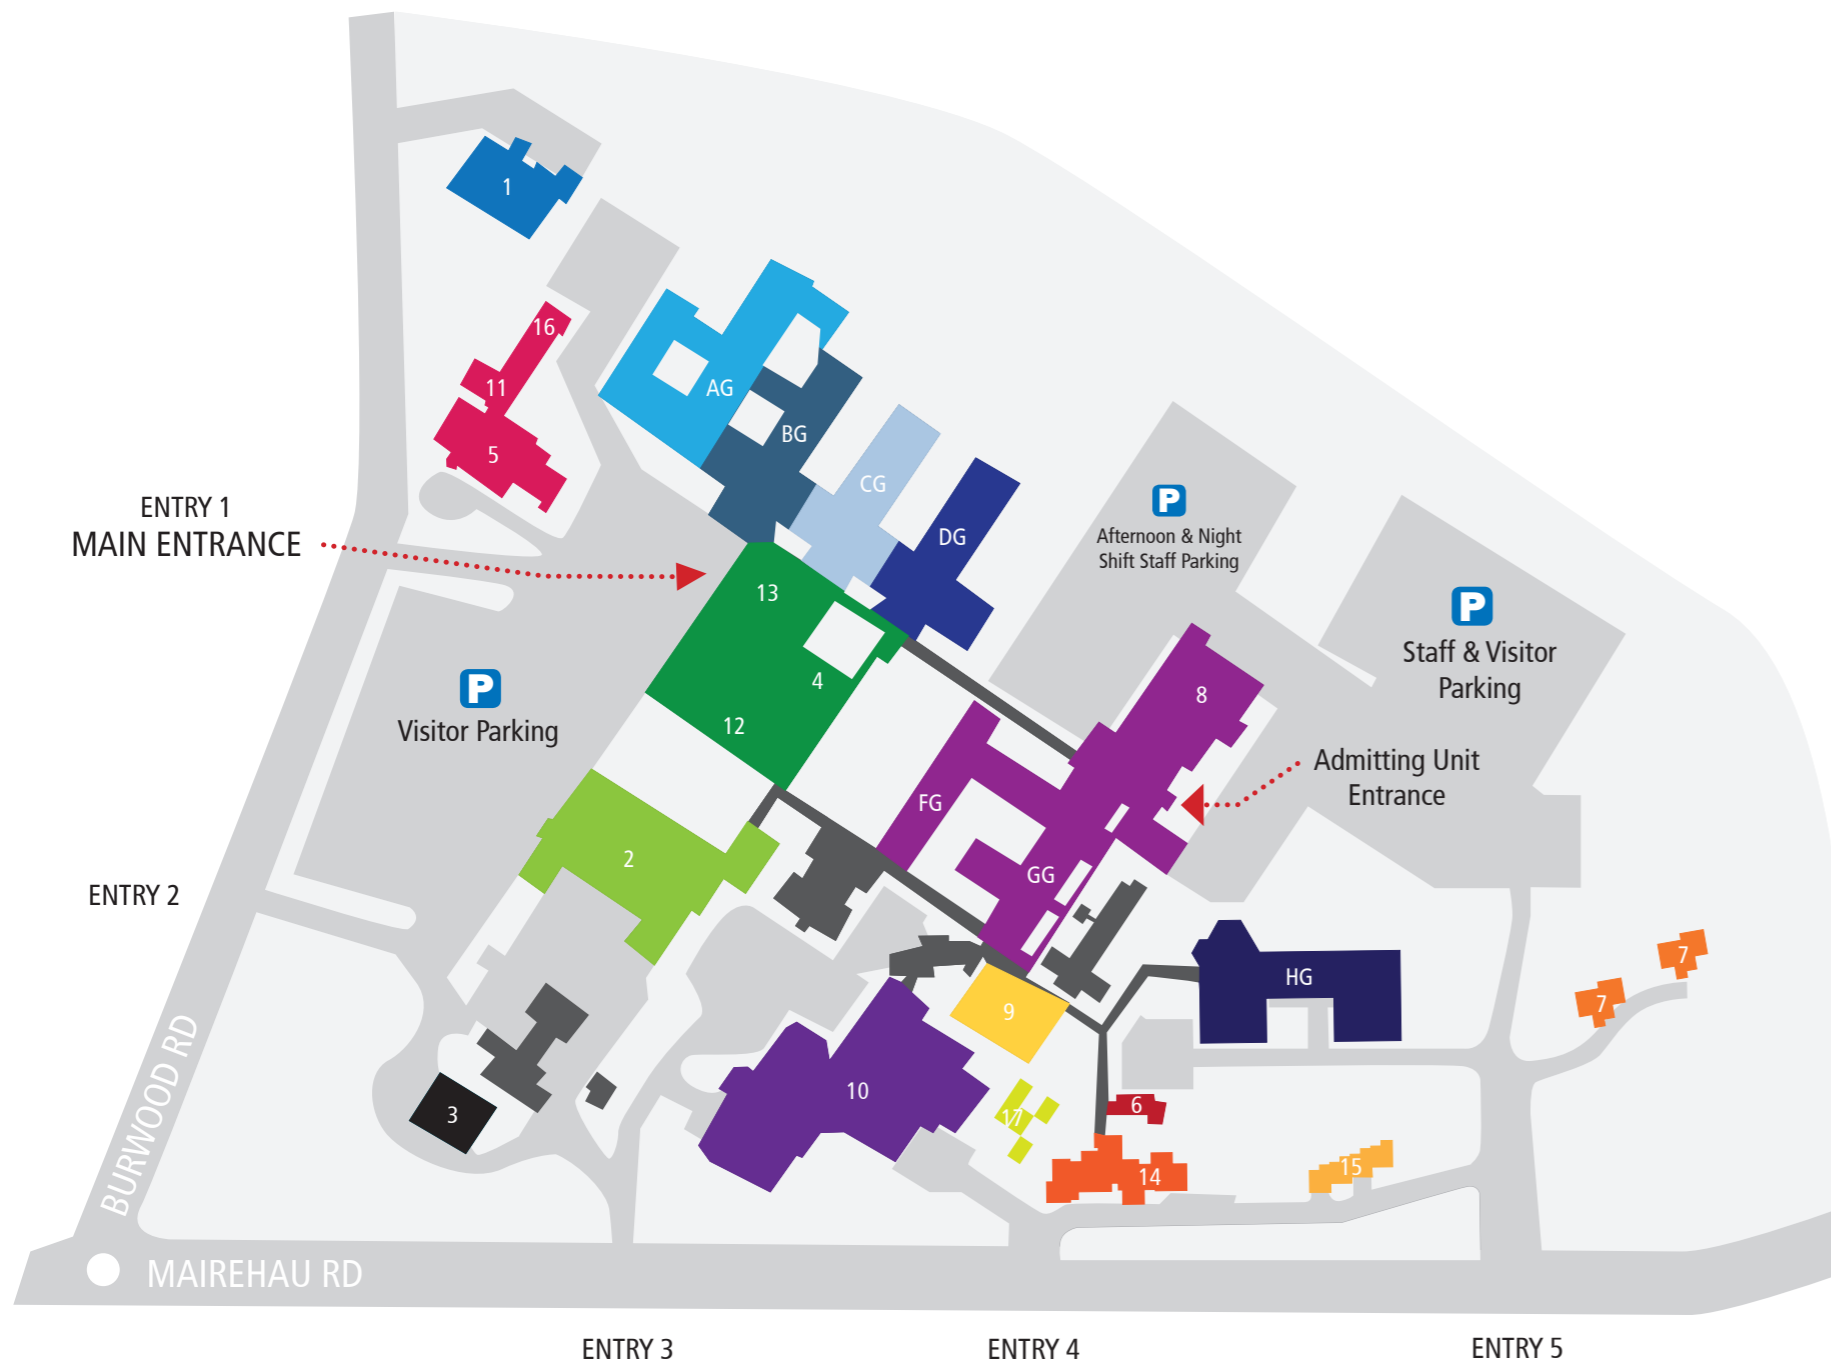 1
16
11
AG
5
BG
CG
ENTRY 1
MAIN ENTRANCE
DG
P
Afternoon & Night
Shift Staff Parking
13
P
Staff & Visitor
Parking
P
Visitor Parking
4
12
8
Admitting Unit
Entrance
FG
2
GG
ENTRY 2
7
HG
7
9
BURWOOD RD
10
3
17
6
14
15
MAIREHAU RD
ENTRY 3
ENTRY 4
ENTRY 5